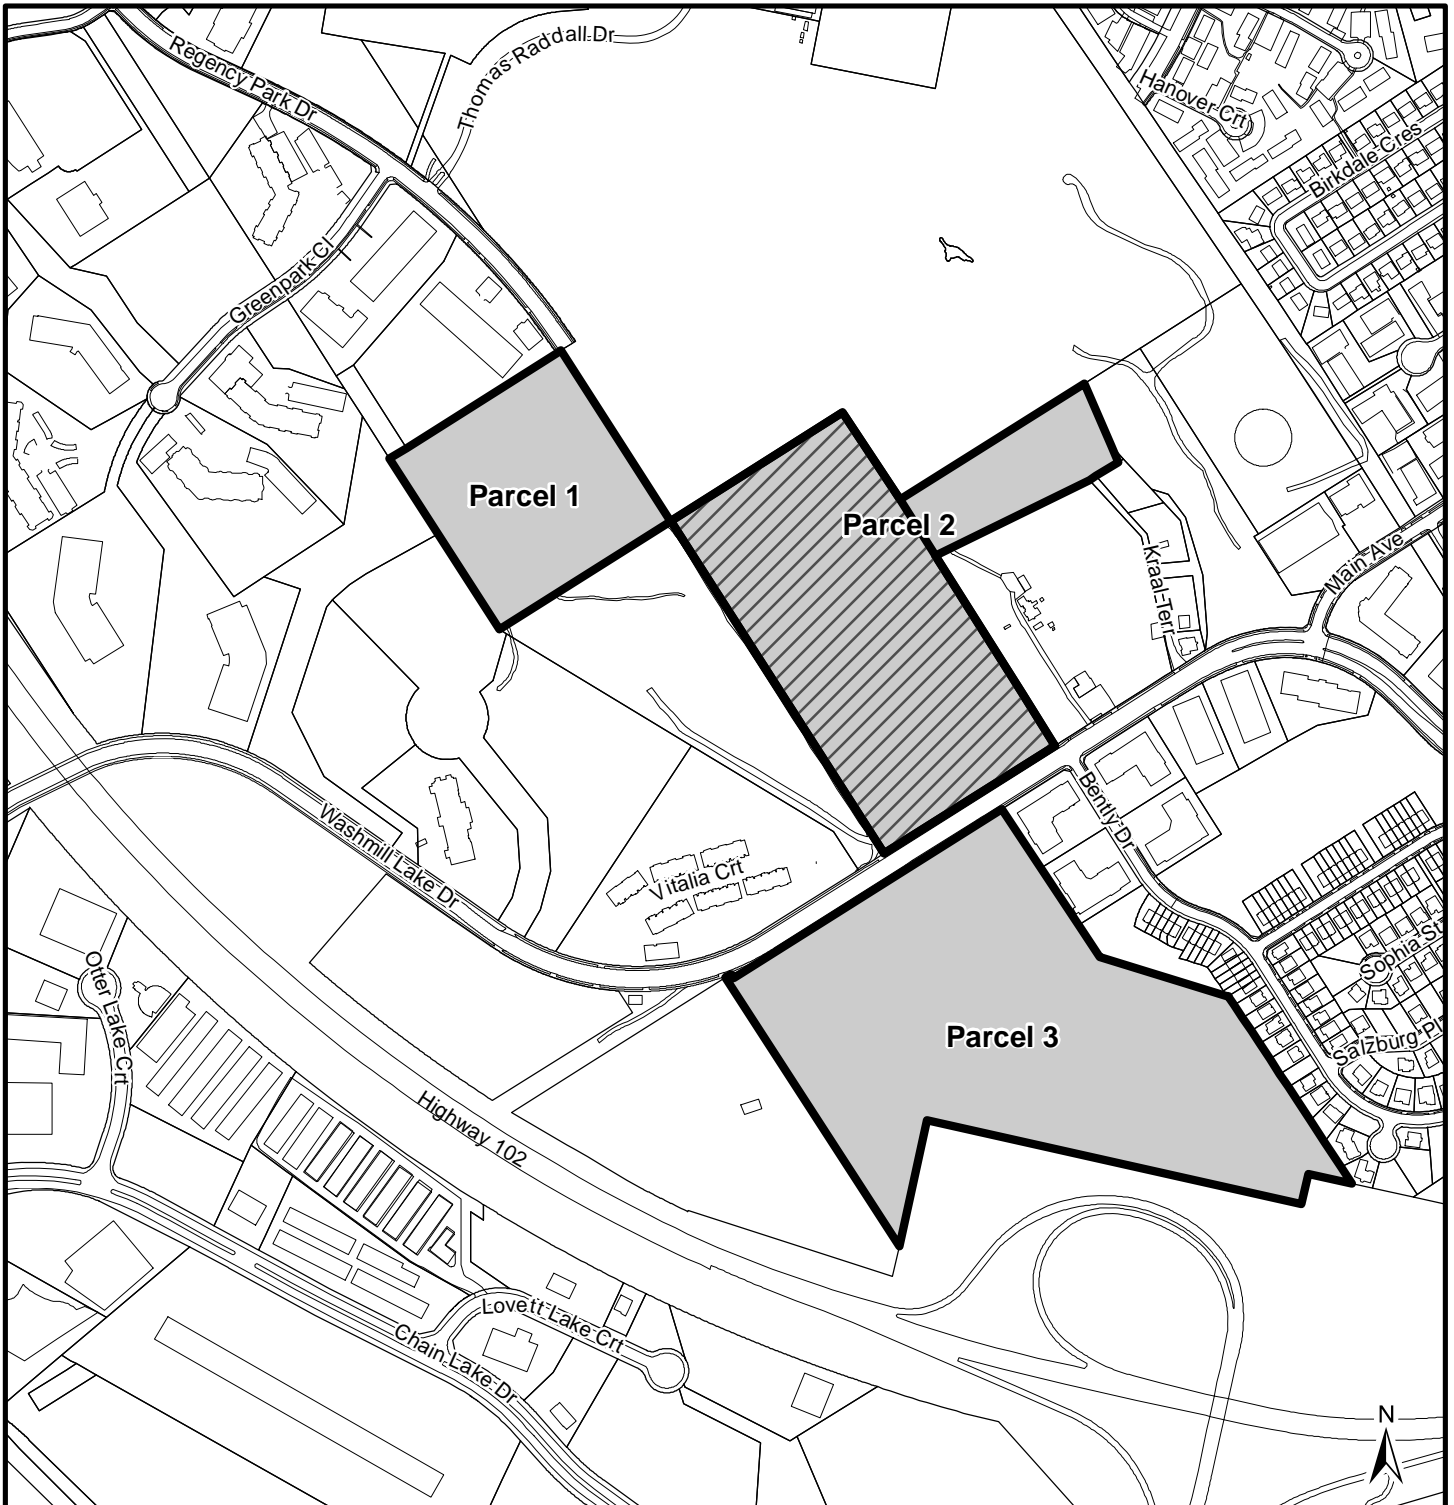 Thomas Raddall Dr
Regency Park Dr
Hanover Crt
Birkdale Cres
Greenpark Cl
Parcel 1
Parcel 2
Main Ave
Kraal Terr
Bently Dr
Washmill Lake Dr
Vitalia Crt
Sophia St
Otter Lake Crt
Parcel 3
Salzburg Pl
Highway 102
Lovett Lake Crt
Chain Lake Dr
N